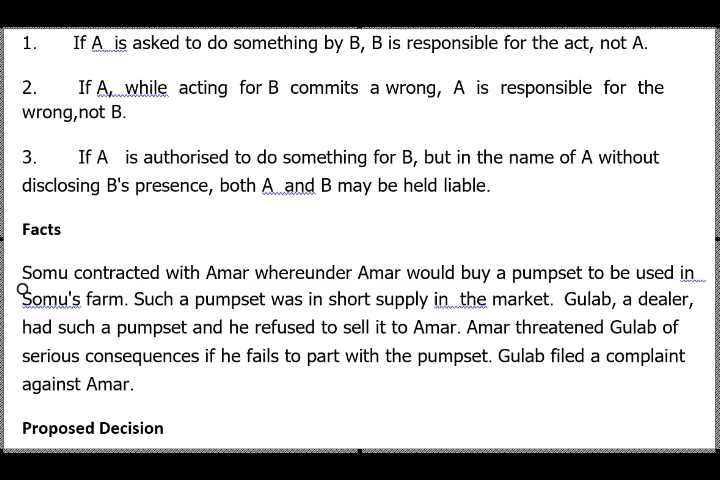 1. If A is asked to do something by B, B is responsible for the act, not A.
2. If A, while acting for B commits a wrong, A is responsible for the
wrong,not B.
3. If A is authorised to do something for B, but in the name of A without
disclosing B's presence, both A and B may be held liable.
Facts
Somu contracted with Amar whereunder Amar would buy a pumpset to be used in
Somu's farm. Such a pumpset was in short supply in the market. Gulab, a dealer,
had such a pumpset and he refused to sell it to Amar. Amar threatened Gulab of
serious consequences if he fails to part with the pumpset. Gulab filed a complaint
against Amar.
Proposed Decision